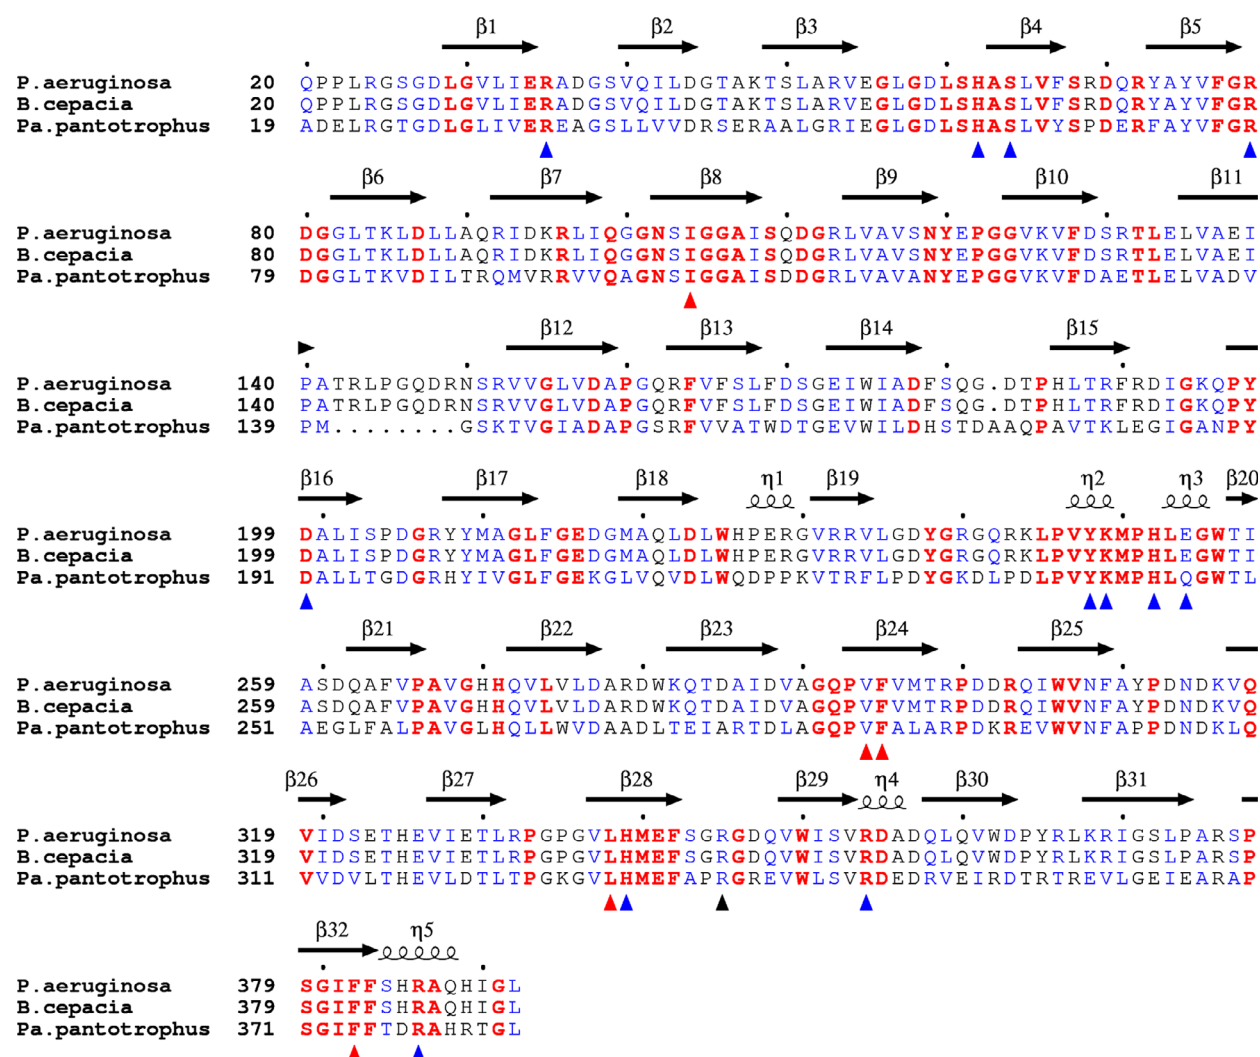 β1 β2 β3 β4 β5
P.aeruginosa 20 QPPLRGSGDLGVLIERADGSVQILDGTAKTSLARVEGLGDLSHASLVFSRDQRYAYVFGR
B.cepacia 20 QPPLRGSGDLGVLIERADGSVQILDGTAKTSLARVEGLGDLSHASLVFSRDQRYAYVFGR
Pa.pantotrophus 19 ADELRGTGDLGLIVEREAGSLLVVDRSERAALGRIEGLGDLSHASLVYSPDERFAYVFGR
β6 β7 β8 β9 β10 β11
P.aeruginosa 80 DGGLTKLDLLAQRIDKRLIQGGNSIGGAISQDGRLVAVSNYEPGGVKVFDSRTLELVAEI
B.cepacia 80 DGGLTKLDLLAQRIDKRLIQGGNSIGGAISQDGRLVAVSNYEPGGVKVFDSRTLELVAEI
Pa.pantotrophus 79 DGGLTKVDILTRQMVRRVVQAGNSIGGAISDDGRLVAVANYEPGGVKVFDAETLELVADV
β12 β13 β14 β15
P.aeruginosa 140 PATRLPGQDRNSRVVGLVDAPGQRFVFSLFDSGEIWIADFSQG.DTPHLTRFRDIGKQPY
B.cepacia 140 PATRLPGQDRNSRVVGLVDAPGQRFVFSLFDSGEIWIADFSQG.DTPHLTRFRDIGKQPY
Pa.pantotrophus 139 PM........GSKTVGIADAPGSRFVVATWDTGEVWILDHSTDAAQPAVTKLEGIGANPY
β16 β17 β18 η1 β19 η2 η3 β20
P.aeruginosa 199 DALISPDGRYYMAGLFGEDGMAQLDLWHPERGVRRVLGDYGRGQRKLPVYKMPHLEGWTI
B.cepacia 199 DALISPDGRYYMAGLFGEDGMAQLDLWHPERGVRRVLGDYGRGQRKLPVYKMPHLEGWTI
Pa.pantotrophus 191 DALLTGDGRHYIVGLFGEKGLVQVDLWQDPPKVTRFLPDYGKDLPDLPVYKMPHLQGWTL
β21 β22 β23 β24 β25
P.aeruginosa 259 ASDQAFVPAVGHHQVLVLDARDWKQTDAIDVAGQPVFVMTRPDDRQIWVNFAYPDNDKVQ
B.cepacia 259 ASDQAFVPAVGHHQVLVLDARDWKQTDAIDVAGQPVFVMTRPDDRQIWVNFAYPDNDKVQ
Pa.pantotrophus 251 AEGLFALPAVGLHQLLWVDAADLTEIARTDLAGQPVFALARPDKREVWVNFAPPDNDKLQ
β26 β27 β28 β29 η4 β30 β31
P.aeruginosa 319 VIDSETHEVIETLRPGPGVLHMEFSGRGDQVWISVRDADQLQVWDPYRLKRIGSLPARSP
B.cepacia 319 VIDSETHEVIETLRPGPGVLHMEFSGRGDQVWISVRDADQLQVWDPYRLKRIGSLPARSP
Pa.pantotrophus 311 VVDVLTHEVLDTLTPGKGVLHMEFAPRGREVWLSVRDEDRVEIRDTRTREVLGEIEARAP
β32 η5
P.aeruginosa 379 SGIFFSHRAQHIGL
B.cepacia 379 SGIFFSHRAQHIGL
Pa.pantotrophus 371 SGIFFTDRAHRTGL